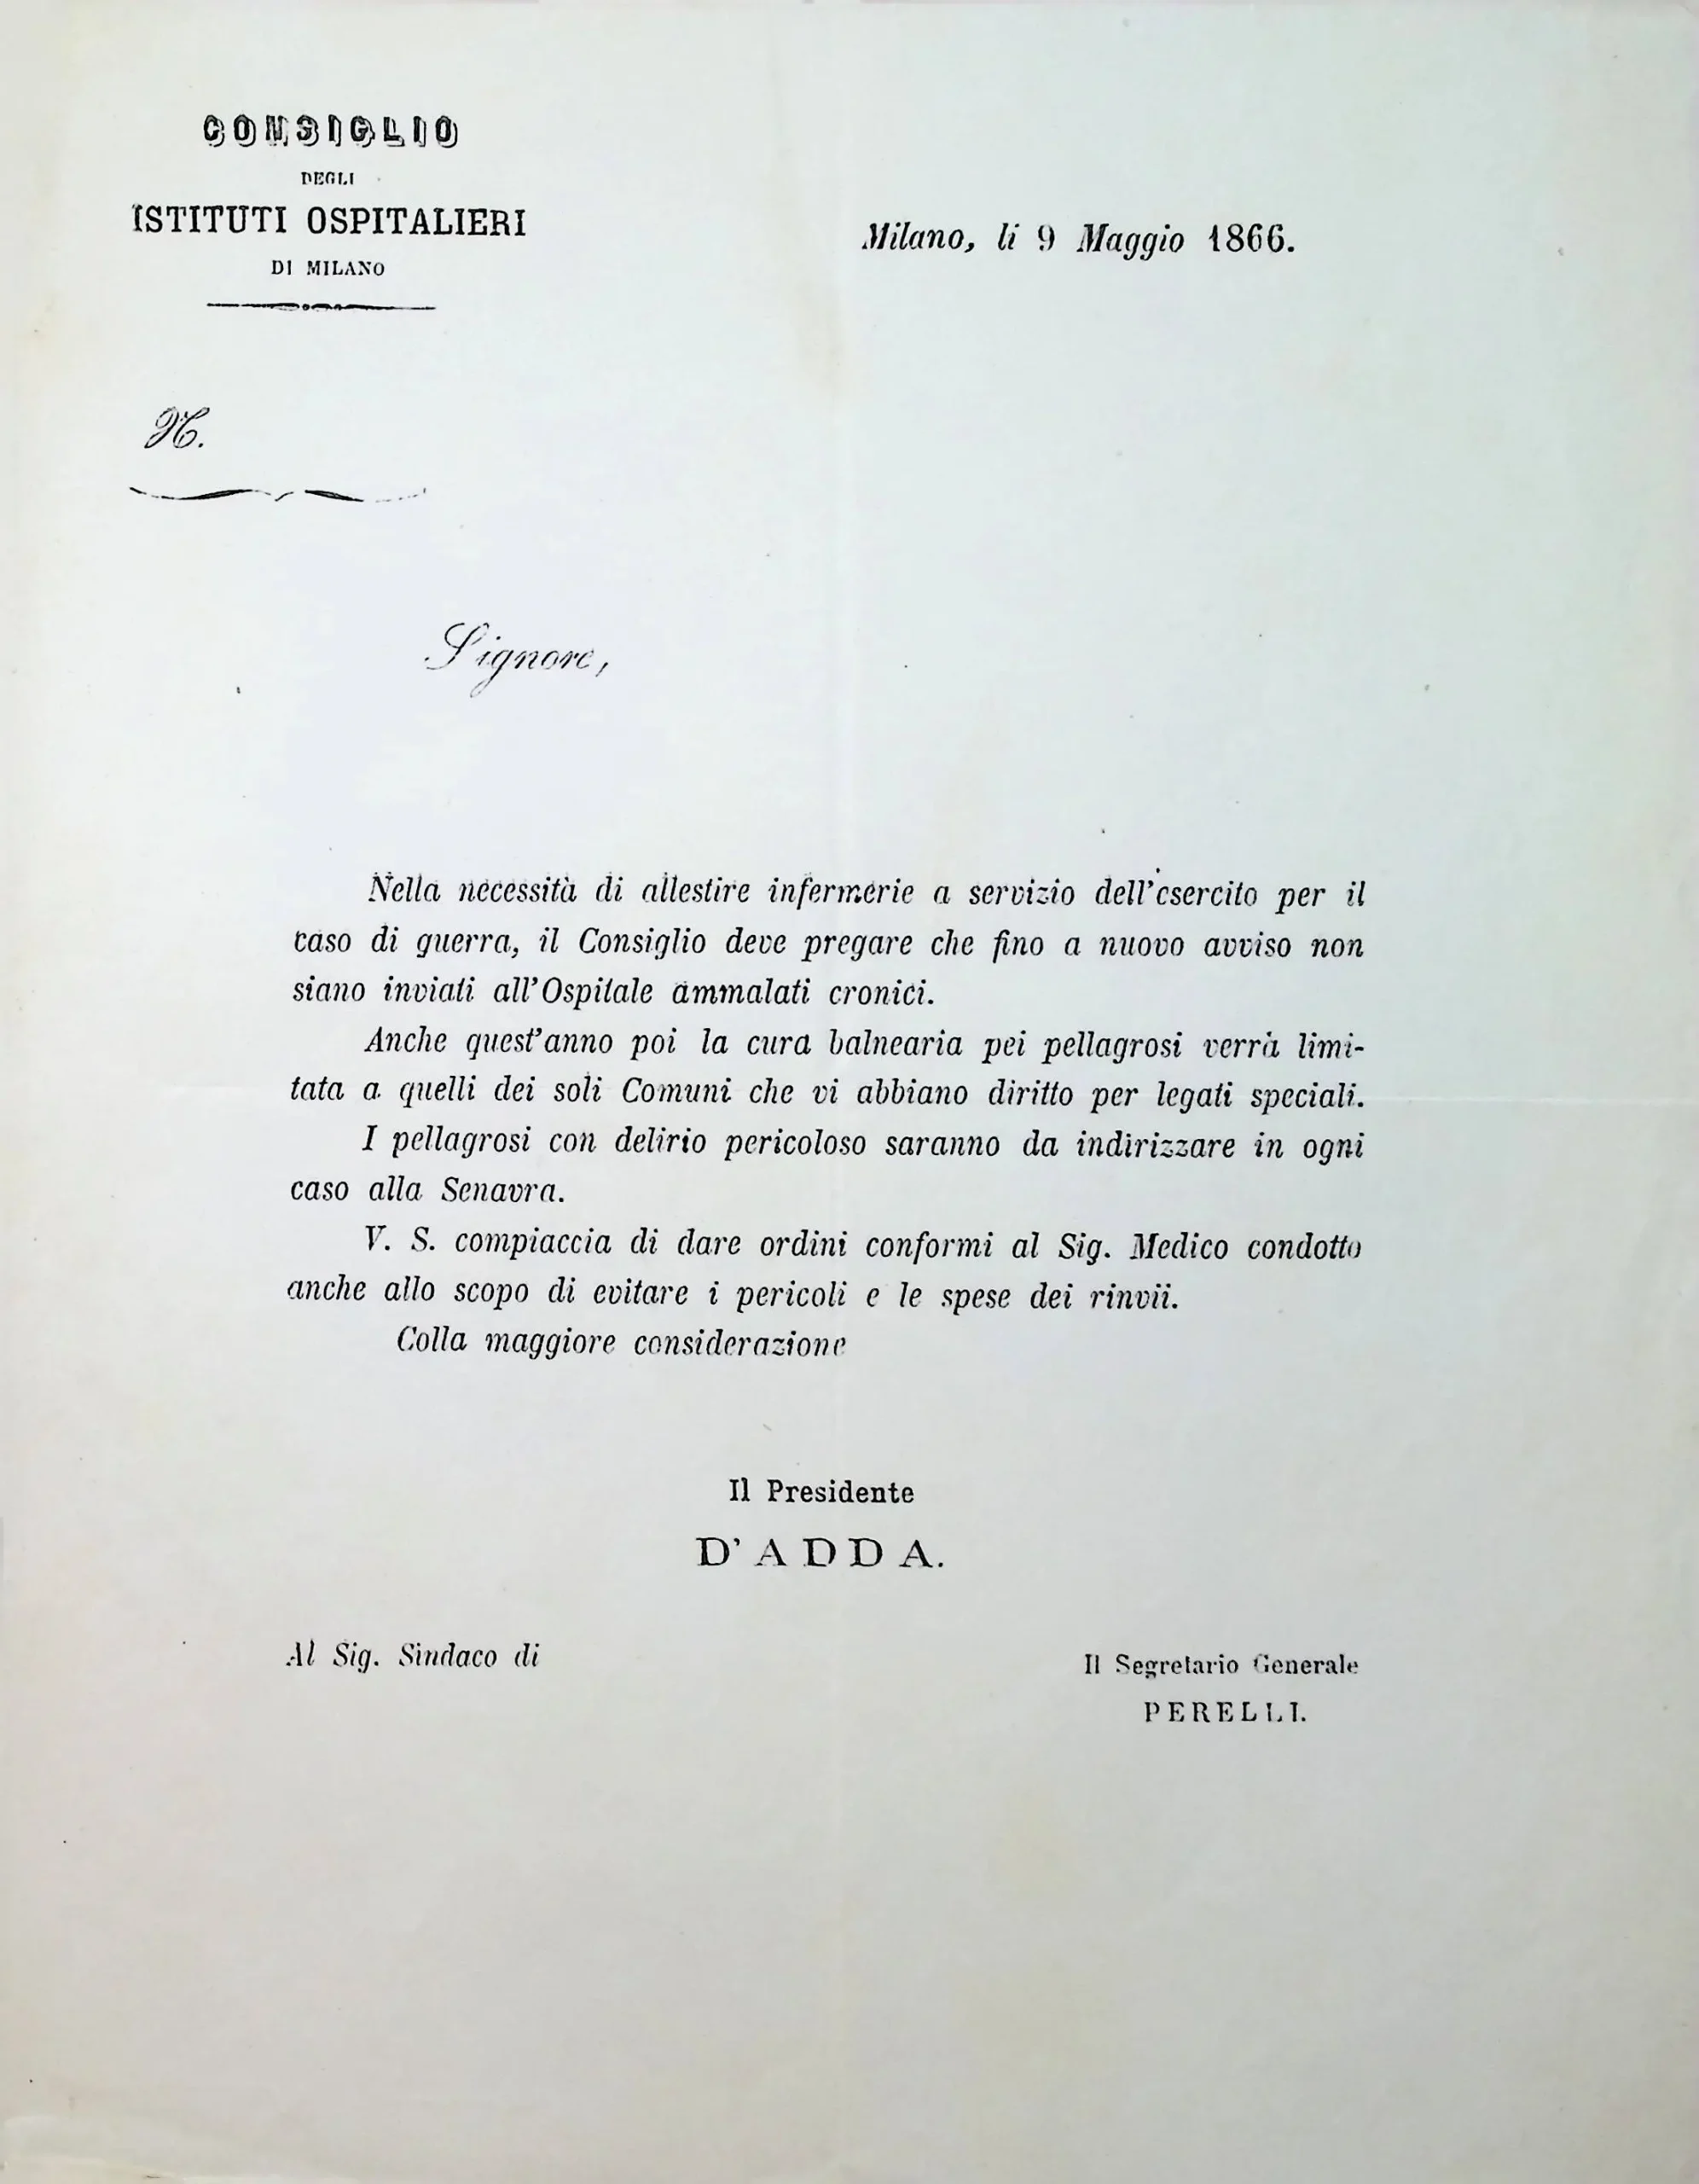 CONSIGLIO
DEGLI
ISTITUTI OSPITALIERI
DI MILANO
Milano, li 9 Maggio 1866.
N.
Signore,
Nella necessità di allestire infermerie a servizio dell'esercito per il
caso di guerra, il Consiglio deve pregare che fino a nuovo avviso non
siano inviati all'Ospitale ammalati cronici.
Anche quest'anno poi la cura balnearia pei pellagrosi verrà limi-
tata a quelli dei soli Comuni che vi abbiano diritto per legati speciali.
I pellagrosi con delirio pericoloso saranno da indirizzare in ogni
caso alla Senavra.
V. S. compiaccia di dare ordini conformi al Sig. Medico condotto
anche allo scopo di evitare i pericoli e le spese dei rinvii.
Colla maggiore considerazione
Il Presidente
D'ADDA.
Al Sig. Sindaco di
Il Segretario Generale
PERELLI.